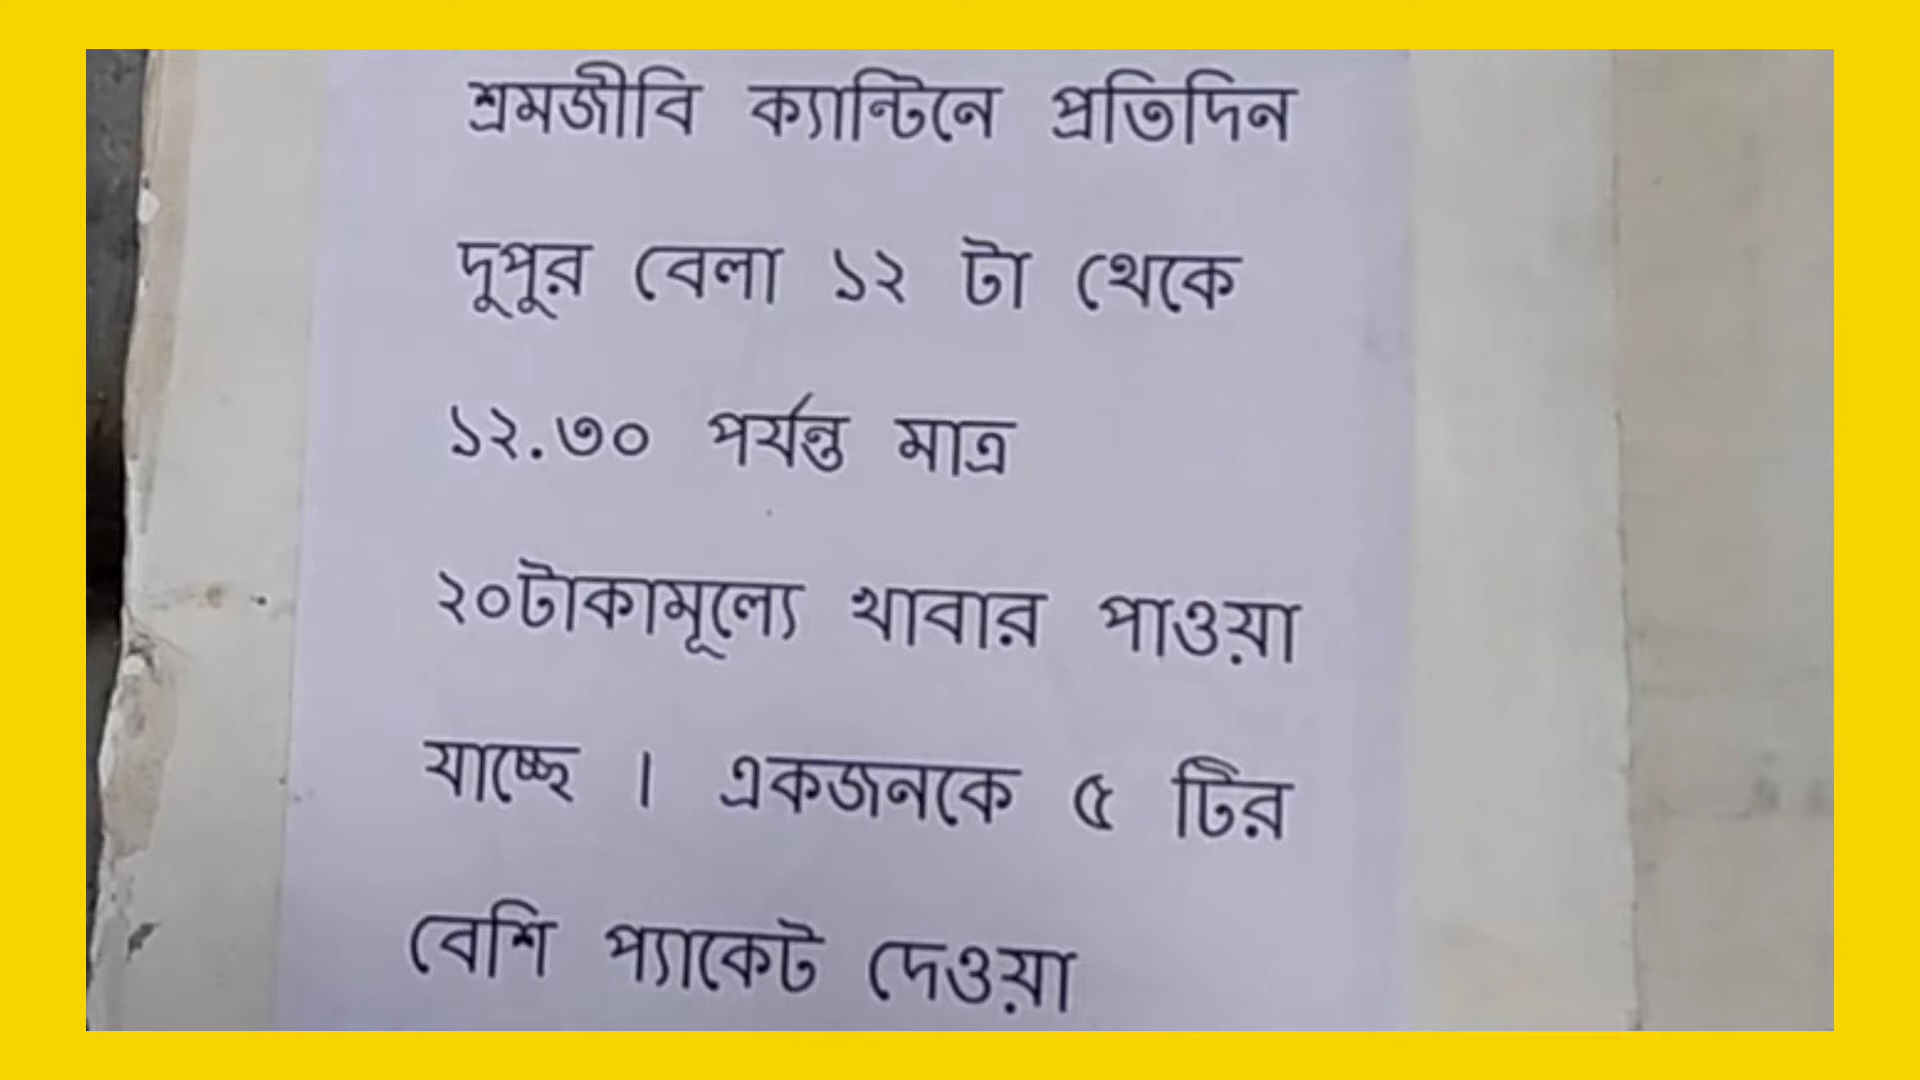 শ্রমজীবি ক্যান্টিনে প্রতিদিন
দুপুর বেলা ১২ টা থেকে
১২.৩০ পর্যন্ত মাত্র
২০টাকামূল্যে খাবার পাওয়া
যাচ্ছে । একজনকে ৫ টির
বেশি প্যাকেট দেওয়া